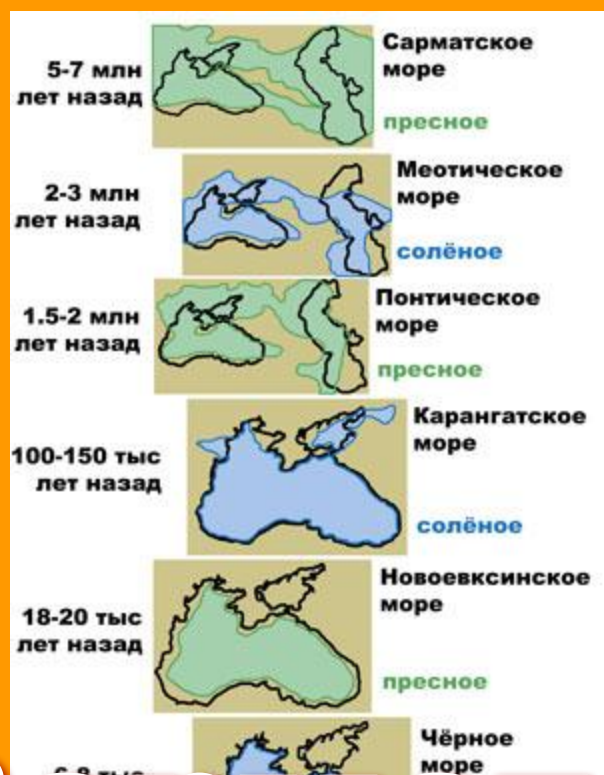 Сарматское
море
5-7 млн
лет назад
пресное
Меотическое
море
2-3 млн
лет назад
солёное
Понтическое
море
1.5-2 млн
лет назад
пресное
Карангатское
море
100-150 тыс
лет назад
солёное
Новоевксинское
море
18-20 тыс
лет назад
пресное
Чёрное
море